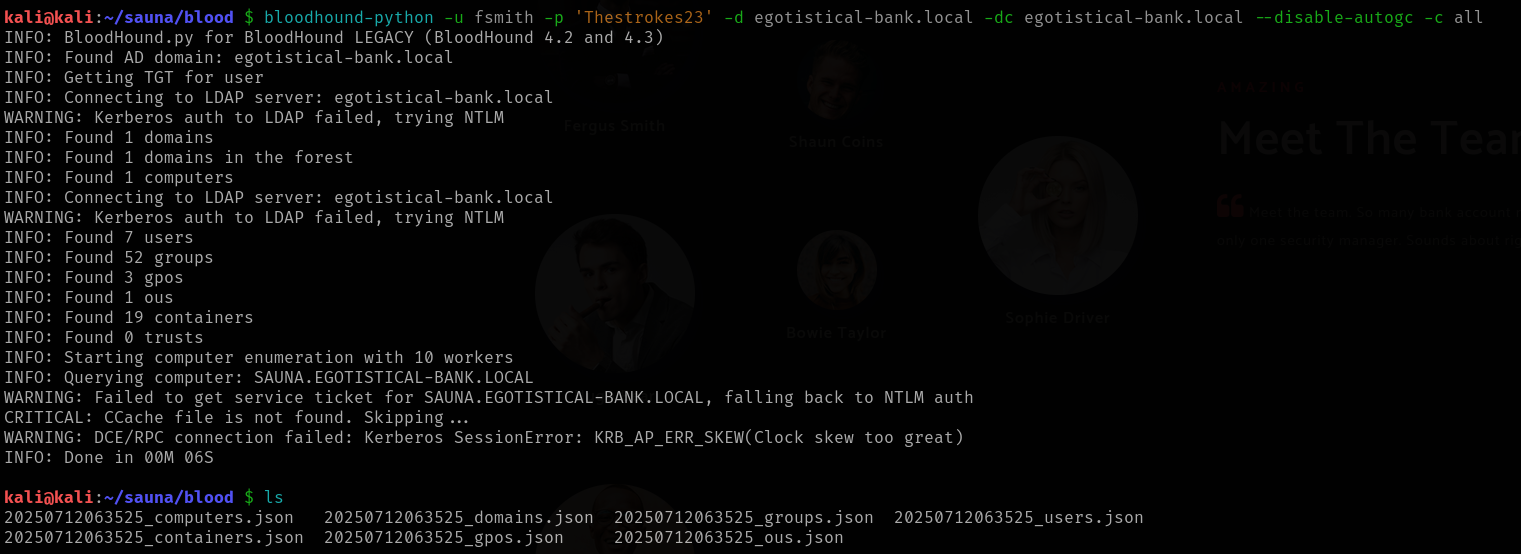 kali@kali:~/sauna/blood $ bloodhound-python -u fsmith -p 'Thestrokes23' -d egotistical-bank.local -dc egotistical-bank.local --disable-autogc -c all
INFO: BloodHound.py for BloodHound LEGACY (BloodHound 4.2 and 4.3)
INFO: Found AD domain: egotistical-bank.local
INFO: Getting TGT for user
INFO: Connecting to LDAP server: egotistical-bank.local
WARNING: Kerberos auth to LDAP failed, trying NTLM
INFO: Found 1 domains
INFO: Found 1 domains in the forest
INFO: Found 1 computers
INFO: Connecting to LDAP server: egotistical-bank.local
WARNING: Kerberos auth to LDAP failed, trying NTLM
INFO: Found 7 users
INFO: Found 52 groups
INFO: Found 3 gpos
INFO: Found 1 ous
INFO: Found 19 containers
INFO: Found 0 trusts
INFO: Starting computer enumeration with 10 workers
INFO: Querying computer: SAUNA.EGOTISTICAL-BANK.LOCAL
WARNING: Failed to get service ticket for SAUNA.EGOTISTICAL-BANK.LOCAL, falling back to NTLM auth
CRITICAL: CCache file is not found. Skipping...
WARNING: DCE/RPC connection failed: Kerberos SessionError: KRB_AP_ERR_SKEW(Clock skew too great)
INFO: Done in 00M 06S
kali@kali:~/sauna/blood $ ls
20250712063525_computers.json 20250712063525_domains.json 20250712063525_groups.json 20250712063525_users.json
20250712063525_containers.json 20250712063525_gpos.json 20250712063525_ous.json
Fergus Smith
Shaun Coins
Bowie Taylor
Sophie Driver
AMAZING
Meet The Tea
Meet the team. So many bank account
only one security manager. Sounds about